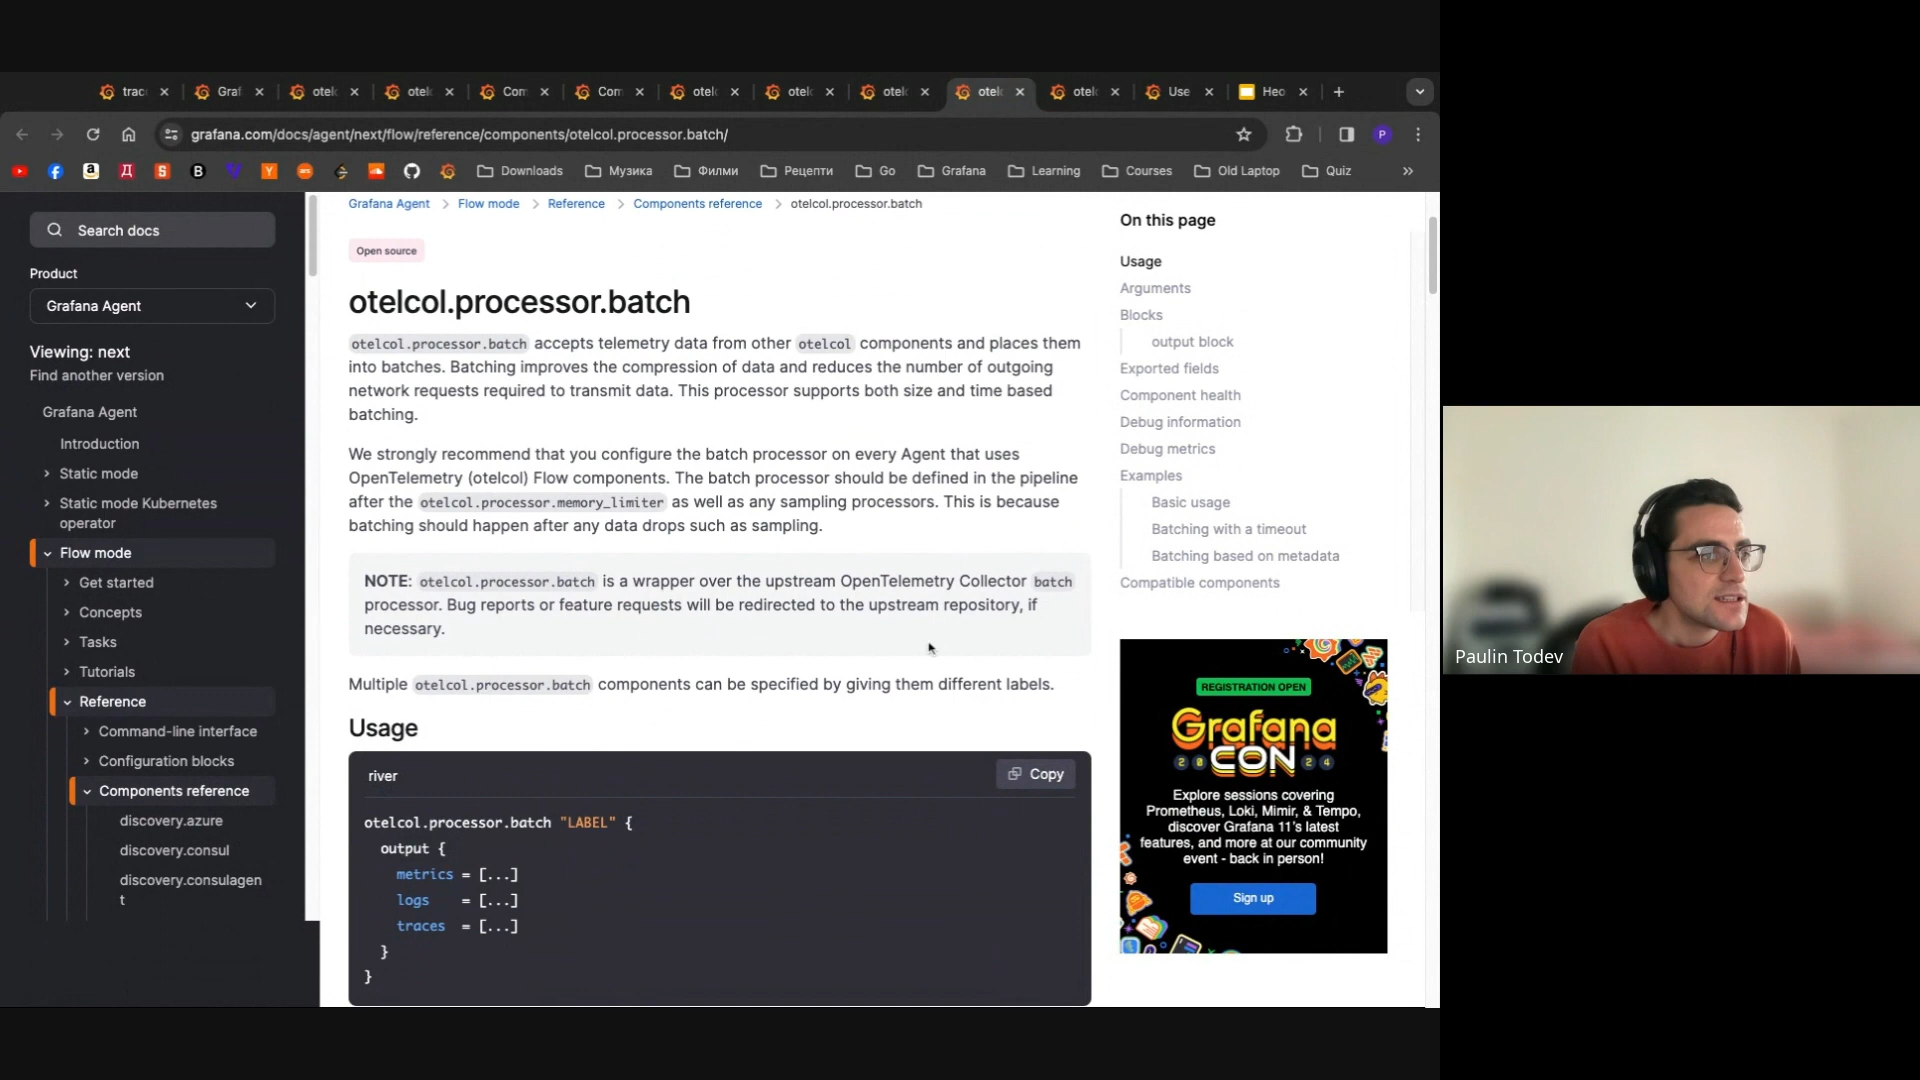 trac
Graf
otelc
otelc
Com
Com
otelc
otelc
otelc
otelc
otelc
Use
Нео
grafana.com/docs/agent/next/flow/reference/components/otelcol.processor.batch/
P
Downloads
Музика
Филми
Рецепти
Go
Grafana
Learning
Courses
Old Laptop
Quiz
»
Search docs
Product
Grafana Agent
Viewing: next
Find another version
Grafana Agent
Introduction
Static mode
Static mode Kubernetes
operator
Flow mode
Get started
Concepts
Tasks
Tutorials
Reference
Command-line interface
Configuration blocks
Components reference
discovery.azure
discovery.consul
discovery.consulagen
t
Grafana Agent > Flow mode > Reference > Components reference > otelcol.processor.batch
Open source
otelcol.processor.batch
otelcol.processor.batch accepts telemetry data from other otelcol components and places them
into batches. Batching improves the compression of data and reduces the number of outgoing
network requests required to transmit data. This processor supports both size and time based
batching.
We strongly recommend that you configure the batch processor on every Agent that uses
OpenTelemetry (otelcol) Flow components. The batch processor should be defined in the pipeline
after the otelcol.processor.memory_limiter as well as any sampling processors. This is because
batching should happen after any data drops such as sampling.
NOTE: otelcol.processor.batch is a wrapper over the upstream OpenTelemetry Collector batch
processor. Bug reports or feature requests will be redirected to the upstream repository, if
necessary.
Multiple otelcol.processor.batch components can be specified by giving them different labels.
Usage
river
Copy
otelcol.processor.batch "LABEL" {
output {
metrics = [...]
logs = [...]
traces = [...]
}
}
On this page
Usage
Arguments
Blocks
output block
Exported fields
Component health
Debug information
Debug metrics
Examples
Basic usage
Batching with a timeout
Batching based on metadata
Compatible components
REGISTRATION OPEN
Grafana
20 CON 24
Explore sessions covering
Prometheus, Loki, Mimir, & Tempo,
discover Grafana 11's latest
features, and more at our community
event - back in person!
Sign up
Paulin Todev